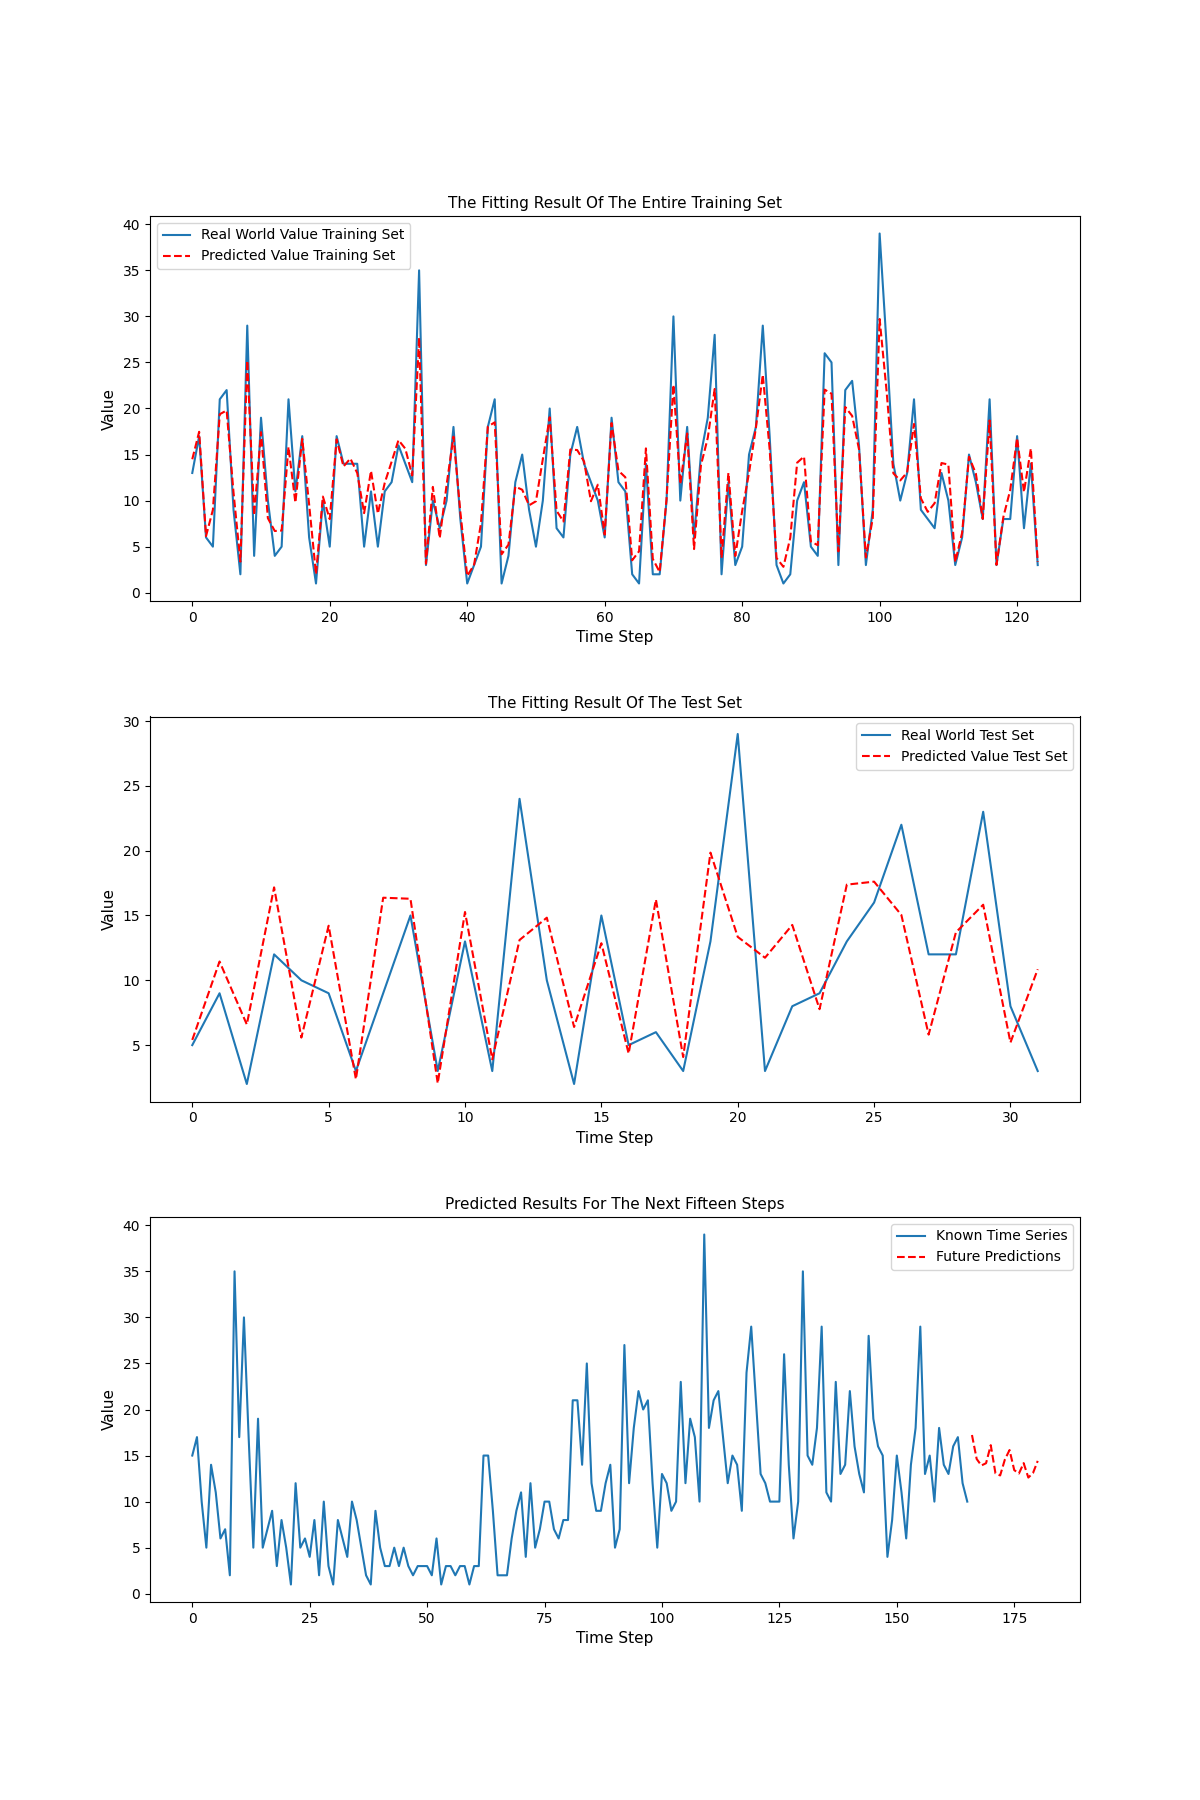 The Fitting Result Of The Entire Training Set
40
35
30
25
20
15
10
5
0
Value
Real World Value Training Set
Predicted Value Training Set
0 20 40 60 80 100 120
Time Step
The Fitting Result Of The Test Set
30
25
20
15
10
5
Value
Real World Test Set
Predicted Value Test Set
0 5 10 15 20 25 30
Time Step
Predicted Results For The Next Fifteen Steps
40
35
30
25
20
15
10
5
0
Value
Known Time Series
Future Predictions
0 25 50 75 100 125 150 175
Time Step